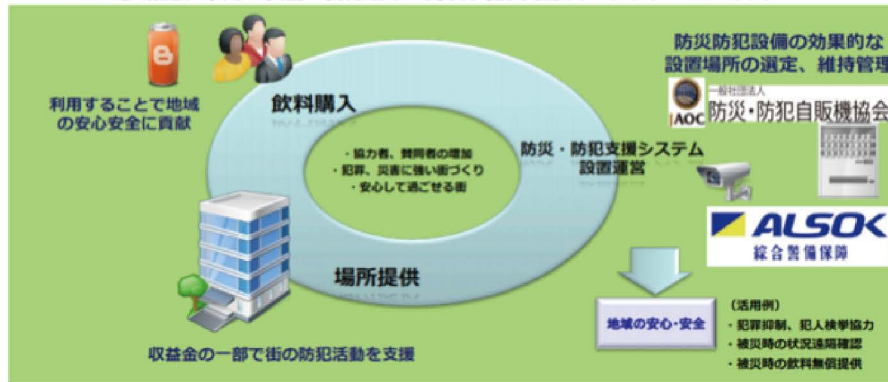 防災防犯設備の効果的な
設置場所の選定、維持管理
一般社団法人
JAOC 防災・防犯自販機協会
利用することで地域
の安心安全に貢献
飲料購入
・協力者、賛同者の増加
・犯罪、災害に強い街づくり
・安心して過ごせる街
防災・防犯支援システム
設置運営
ALSOK
綜合警備保障
場所提供
収益金の一部で街の防犯活動を支援
地域の安心・安全
(活用例)
・犯罪抑制、犯人検挙協力
・被災時の状況遠隔確認
・被災時の飲料無償提供